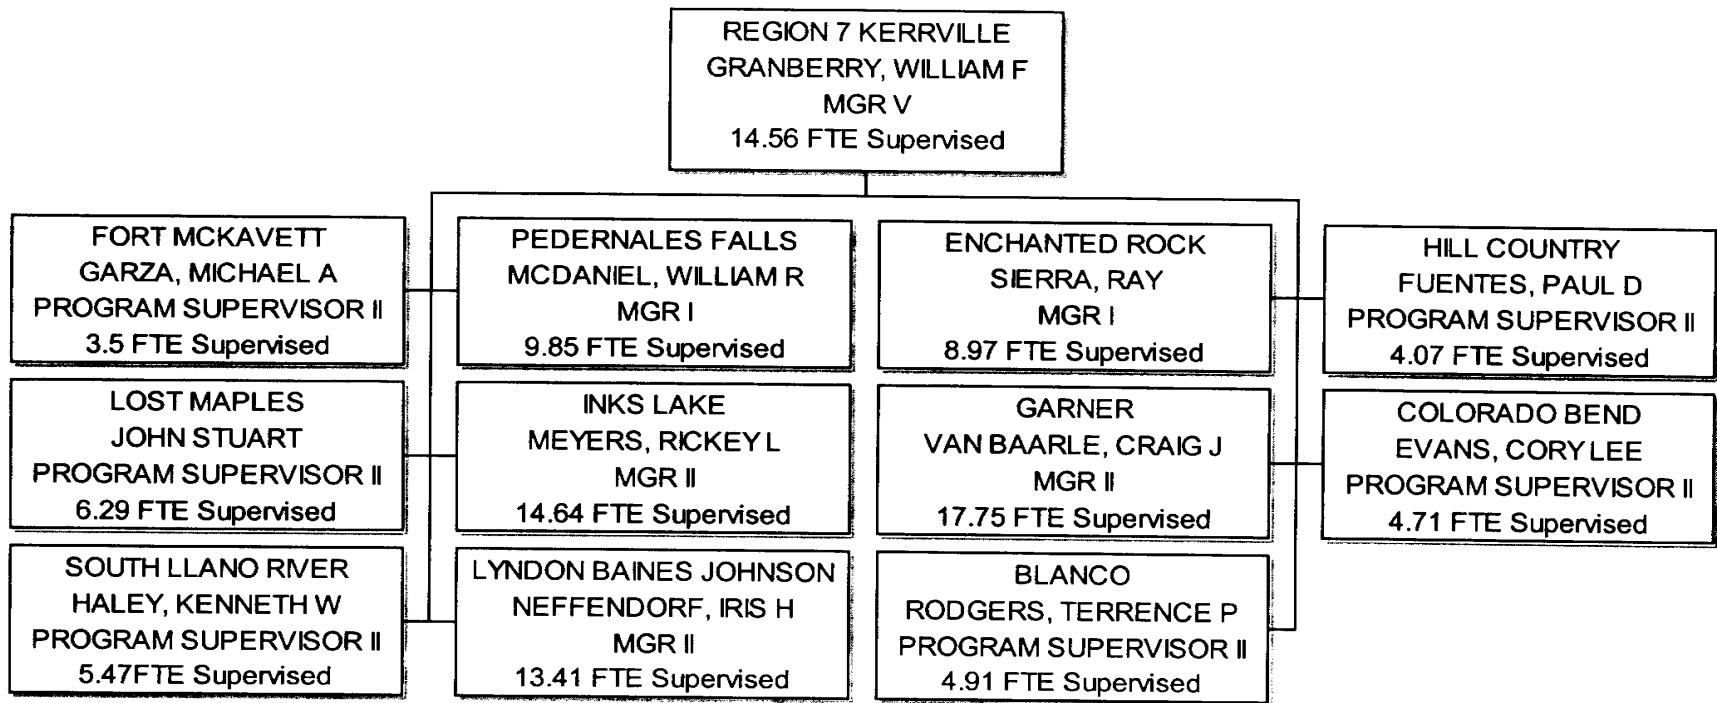 REGION 7 KERRVILLE
GRANBERRY, WILLIAM F
MGR V
14.56 FTE Supervised
FORT MCKAVETT
GARZA, MICHAEL A
PROGRAM SUPERVISOR II
3.5 FTE Supervised
PEDERNALES FALLS
MCDANIEL, WILLIAM R
MGR I
9.85 FTE Supervised
ENCHANTED ROCK
SIERRA, RAY
MGR I
8.97 FTE Supervised
HILL COUNTRY
FUENTES, PAUL D
PROGRAM SUPERVISOR II
4.07 FTE Supervised
LOST MAPLES
JOHN STUART
PROGRAM SUPERVISOR II
6.29 FTE Supervised
INKS LAKE
MEYERS, RICKEY L
MGR II
14.64 FTE Supervised
GARNER
VAN BAARLE, CRAIG J
MGR II
17.75 FTE Supervised
COLORADO BEND
EVANS, CORY LEE
PROGRAM SUPERVISOR II
4.71 FTE Supervised
SOUTH LLANO RIVER
HALEY, KENNETH W
PROGRAM SUPERVISOR II
5.47FTE Supervised
LYNDON BAINES JOHNSON
NEFFENDORF, IRIS H
MGR II
13.41 FTE Supervised
BLANCO
RODGERS, TERRENCE P
PROGRAM SUPERVISOR II
4.91 FTE Supervised